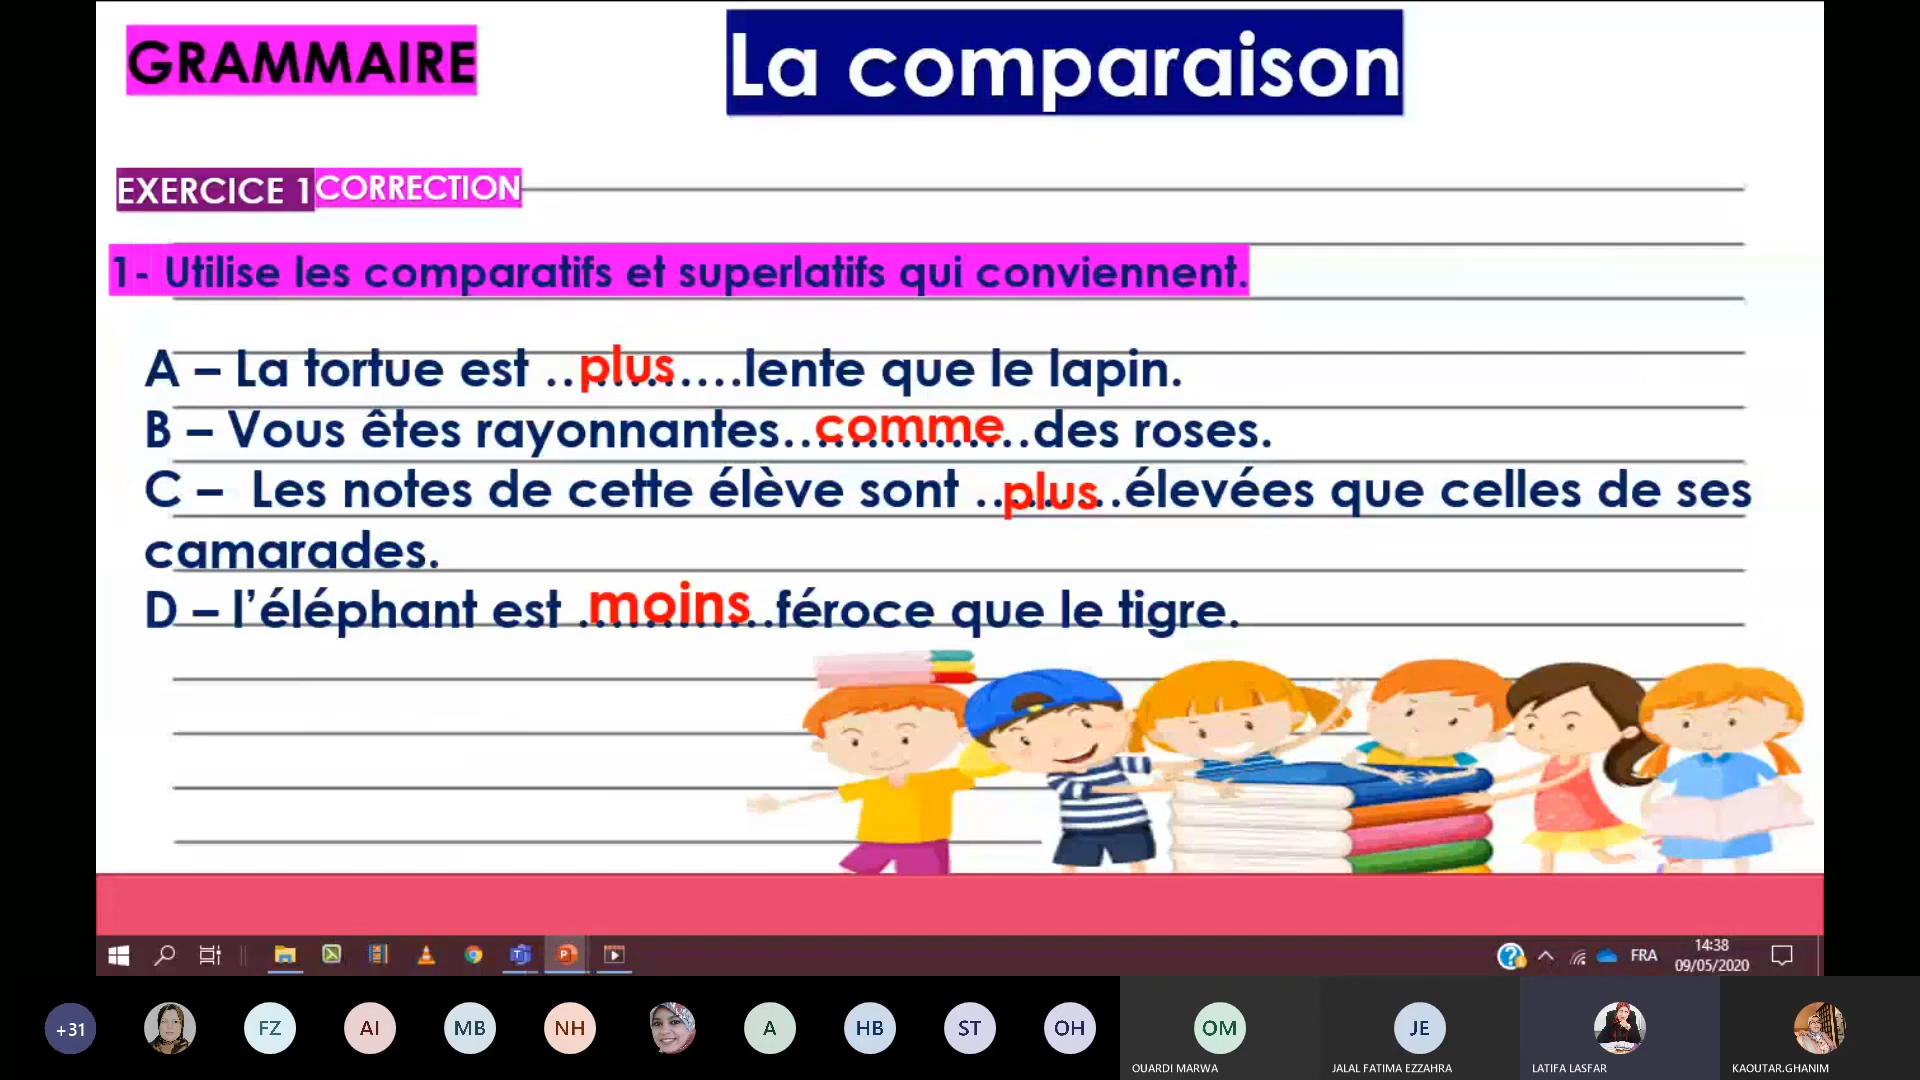 GRAMMAIRE
La comparaison
EXERCICE 1 CORRECTION
1- Utilise les comparatifs et superlatifs qui conviennent.
A – La tortue est ..plus....lente que le lapin.
B – Vous êtes rayonnantes..comme..des roses.
C – Les notes de cette élève sont ..plus..élevées que celles de ses
camarades.
D – l'éléphant est .moins..féroce que le tigre.
FRA
14:38
09/05/2020
+31
FZ
AI
MB
NH
A
HB
ST
OH
OM
JE
OUARDI MARWA
JALAL FATIMA EZZAHRA
LATIFA LASFAR
KAOUTAR.GHANIM